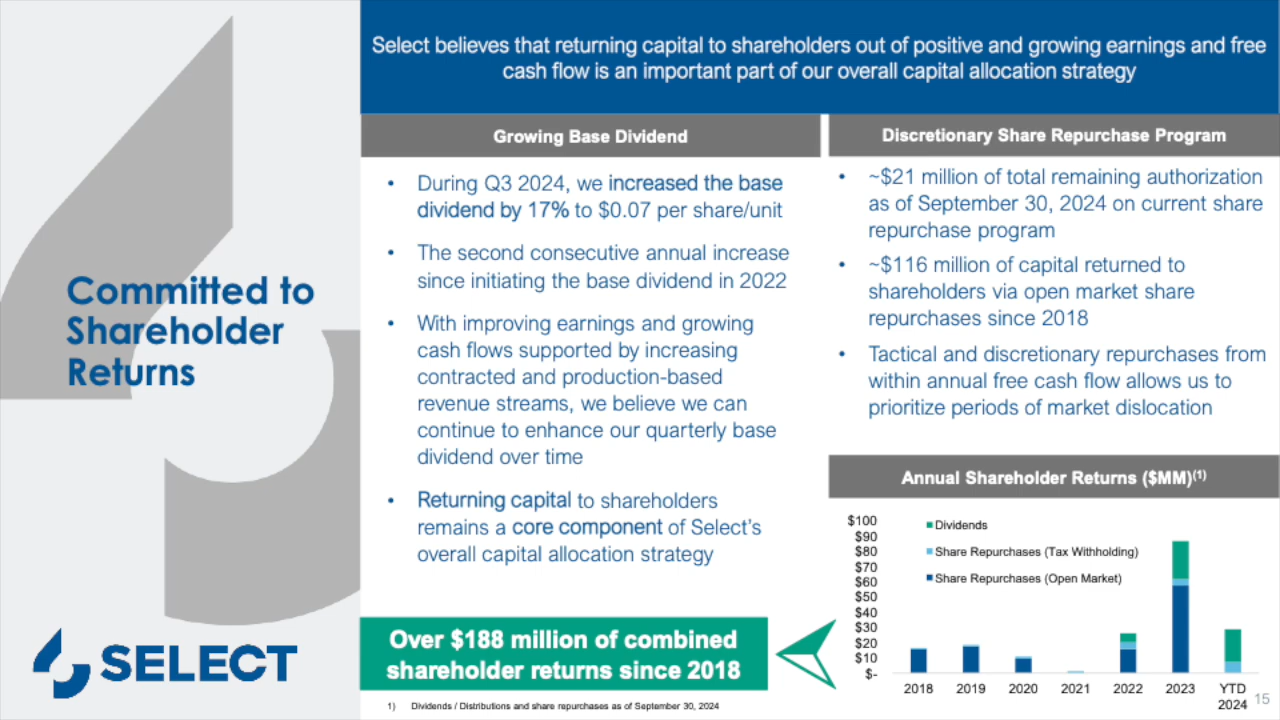 Select believes that returning capital to shareholders out of positive and growing earnings and free
cash flow is an important part of our overall capital allocation strategy
Committed to
Shareholder
Returns
SELECT
Growing Base Dividend
• During Q3 2024, we increased the base
dividend by 17% to $0.07 per share/unit
• The second consecutive annual increase
since initiating the base dividend in 2022
• With improving earnings and growing
cash flows supported by increasing
contracted and production-based
revenue streams, we believe we can
continue to enhance our quarterly base
dividend over time
• Returning capital to shareholders
remains a core component of Select's
overall capital allocation strategy
Over $188 million of combined
shareholder returns since 2018
Discretionary Share Repurchase Program
• ~$21 million of total remaining authorization
as of September 30, 2024 on current share
repurchase program
• ~$116 million of capital returned to
shareholders via open market share
repurchases since 2018
• Tactical and discretionary repurchases from
within annual free cash flow allows us to
prioritize periods of market dislocation
Annual Shareholder Returns ($MM)(1)
$100
$90
$80
$70
$60
$50
$40
$30
$20
$10
$-
Dividends
Share Repurchases (Tax Withholding)
Share Repurchases (Open Market)
2018 2019 2020 2021 2022 2023 YTD
2024
1) Dividends / Distributions and share repurchases as of September 30, 2024
15